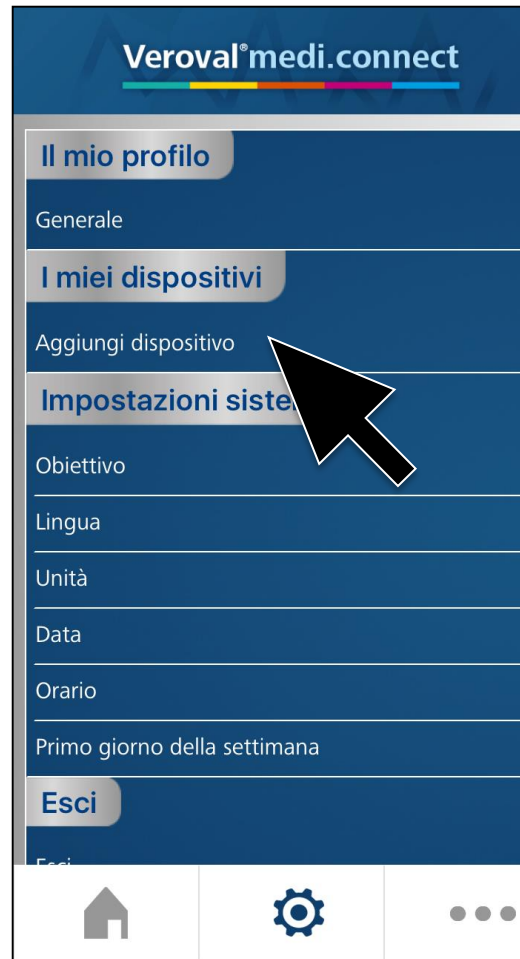 Veroval®medi.connect
Il mio profilo
Generale
I miei dispositivi
Aggiungi dispositivo
Impostazioni
Obiettivo
Lingua
Unità
Data
Orario
Primo giorno della settimana
Esci
Esci